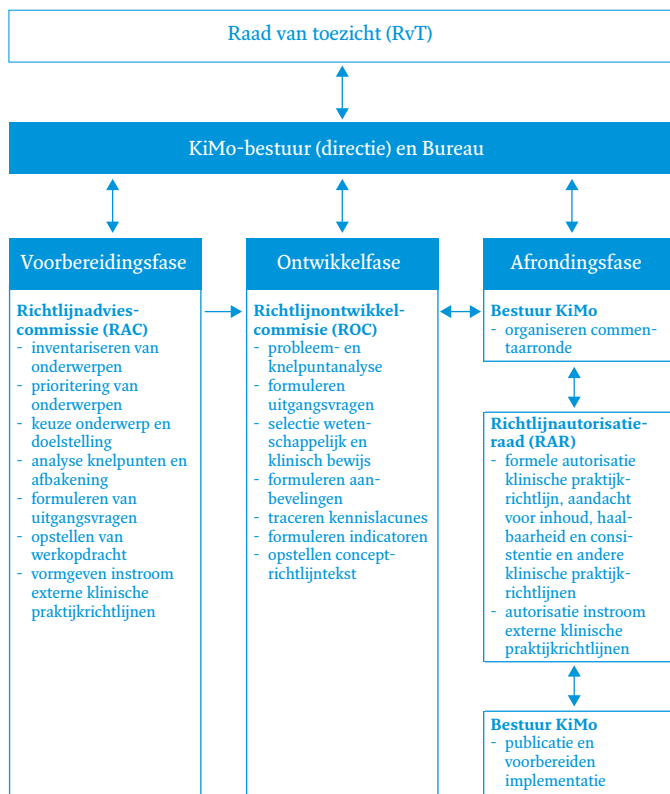 Raad van toezicht (RvT)
KiMo-bestuur (directie) en Bureau
Voorbereidingsfase
Richtlijnadvies-
commissie (RAC)
- inventariseren van
onderwerpen
- prioritering van
onderwerpen
- keuze onderwerp en
doelstelling
- analyse knelpunten en
afbakening
- formuleren van
uitgangsvragen
- opstellen van
werkopdracht
- vormgeven instroom
externe klinische
praktijkrichtlijnen
Ontwikkelfase
Richtlijnontwikkel-
commisie (ROC)
- probleem- en
knelpuntanalyse
- formuleren
uitgangsvragen
- selectie weten-
schappelijk en
klinisch bewijs
- formuleren aan-
bevelingen
- traceren kennislacunes
- formuleren indicatoren
- opstellen concept-
richtlijntekst
Afrondingsfase
Bestuur KiMo
- organiseren commen-
taarronde
Richtlijnautorisatie-
raad (RAR)
- formele autorisatie
klinische praktijk-
richtlijn, aandacht
voor inhoud, haal-
baarheid en consi-
stentie en andere
klinische praktijk-
richtlijnen
- autorisatie instroom
externe klinische
praktijkrichtlijnen
Bestuur KiMo
- publicatie en
voorbereiden
implementatie